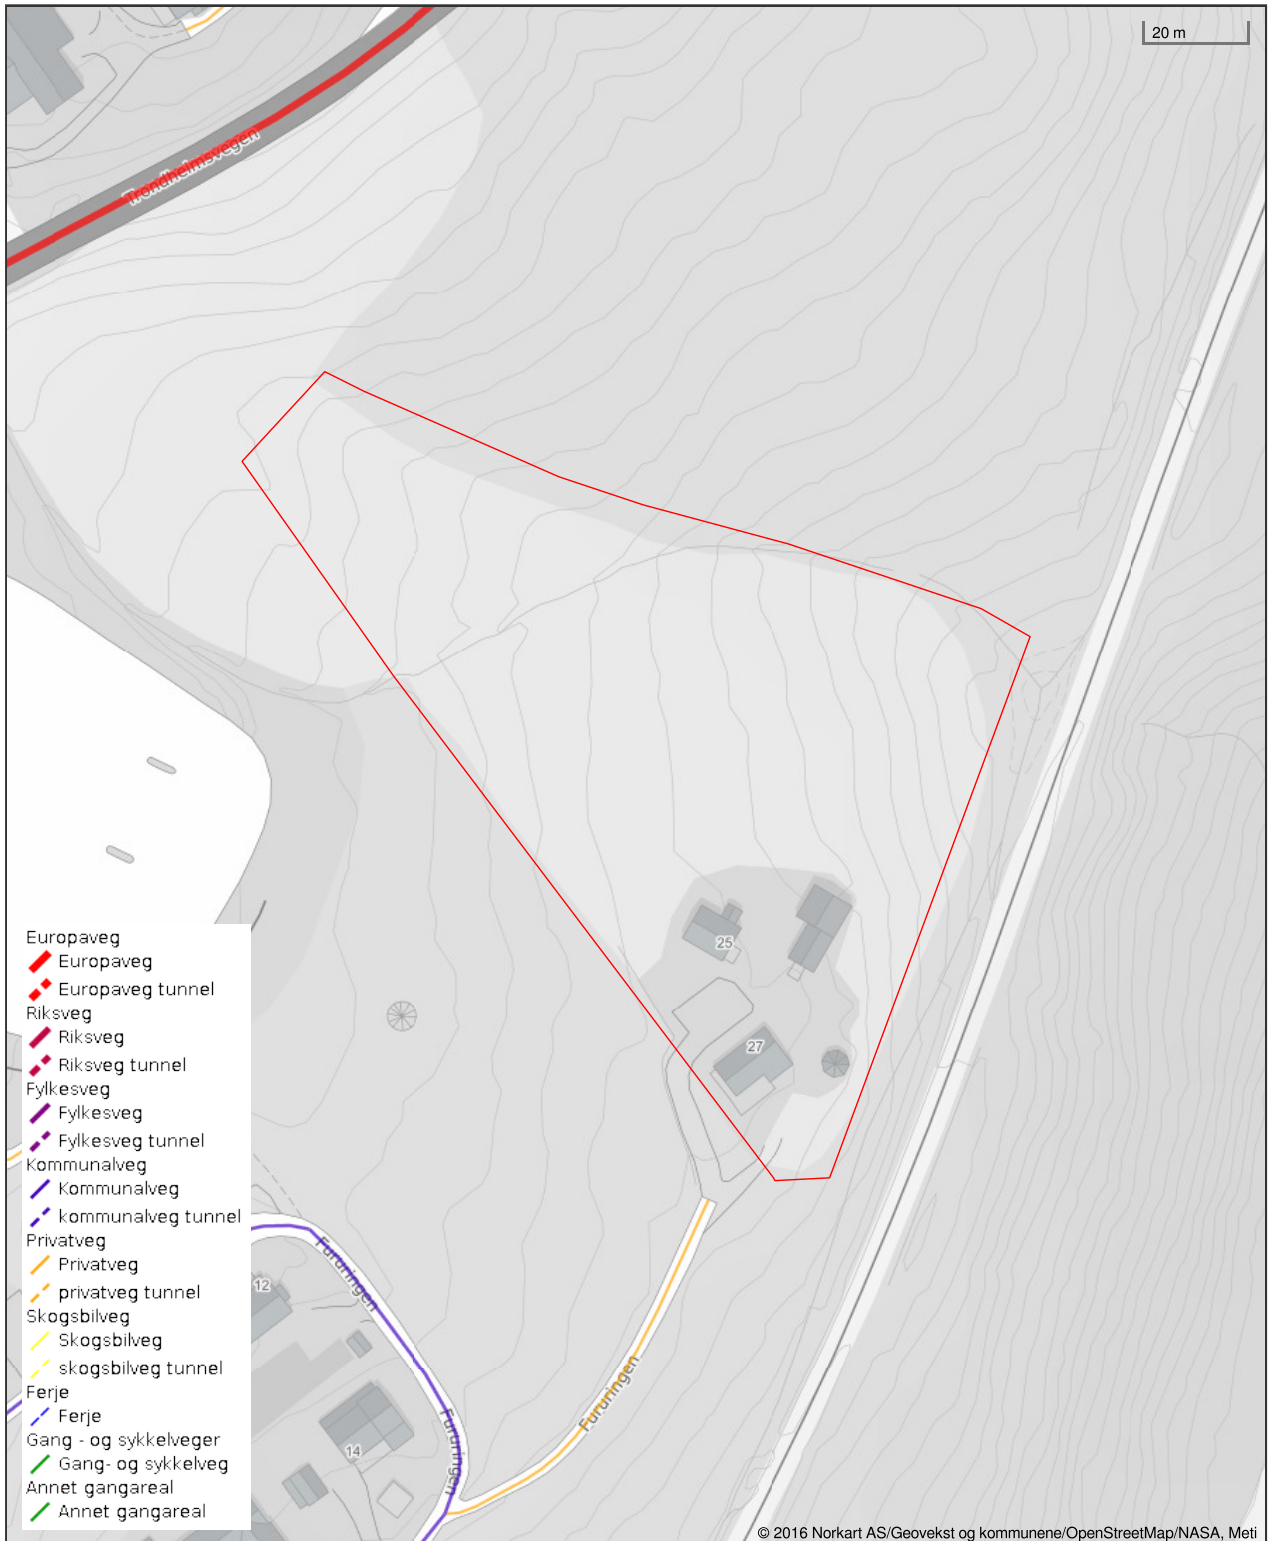 20 m
Trondheimsvegen
25
27
Europaveg
Europaveg
Europaveg tunnel
Riksveg
Riksveg
Riksveg tunnel
Fylkesveg
Fylkesveg
Fylkesveg tunnel
Kommunalveg
Kommunalveg
kommunalveg tunnel
Privatveg
Privatveg
privatveg tunnel
Skogsbilveg
Skogsbilveg
skogsbilveg tunnel
Ferje
Ferje
Gang - og sykkelveger
Gang- og sykkelveg
Annet gangareal
Annet gangareal
Fururingen
12
Fururingen
14
Fururingen
© 2016 Norkart AS/Geovekst og kommunene/OpenStreetMap/NASA, Meti